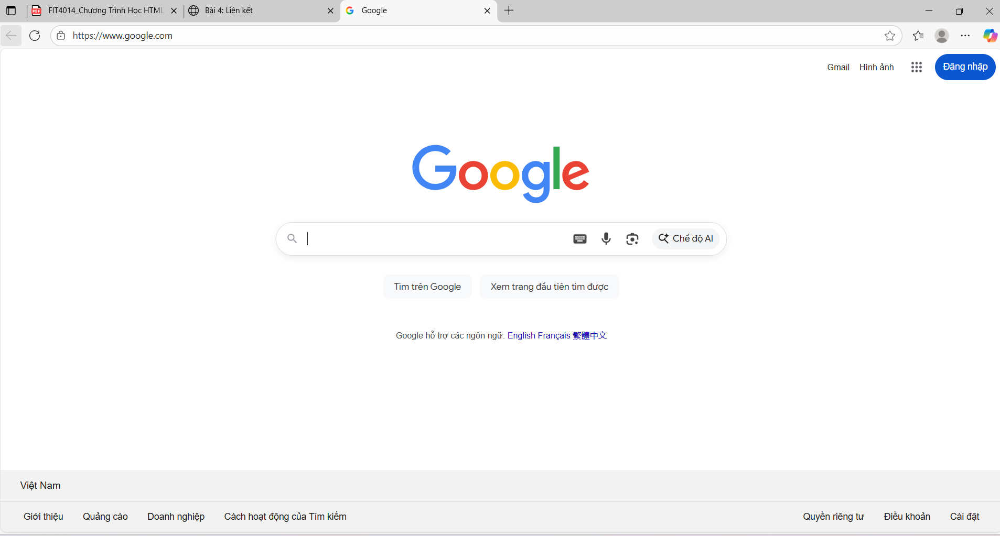 FIT4014_Chương Trình Học HTML
Bài 4: Liên kết
Google
https://www.google.com
Gmail
Hình ảnh
Đăng nhập
Google
Chế độ AI
Tìm trên Google
Xem trang đầu tiên tìm được
Google hỗ trợ các ngôn ngữ: English Français 繁體中文
Việt Nam
Giới thiệu
Quảng cáo
Doanh nghiệp
Cách hoạt động của Tìm kiếm
Quyền riêng tư
Điều khoản
Cài đặt